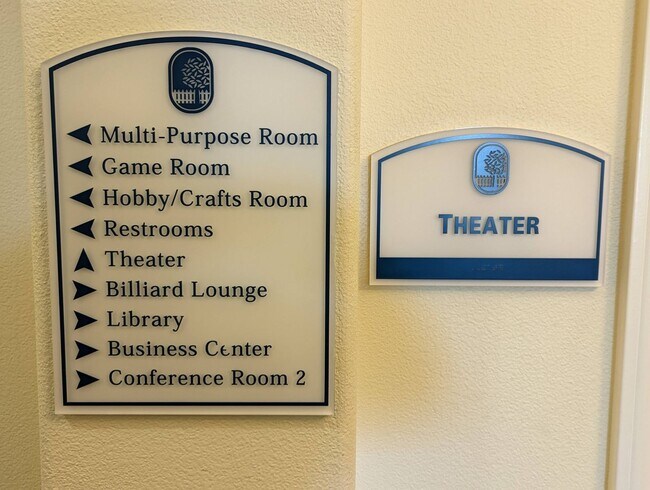 Multi-Purpose Room
Game Room
Hobby/Crafts Room
Restrooms
Theater
Billiard Lounge
Library
Business Center
Conference Room 2
THEATER